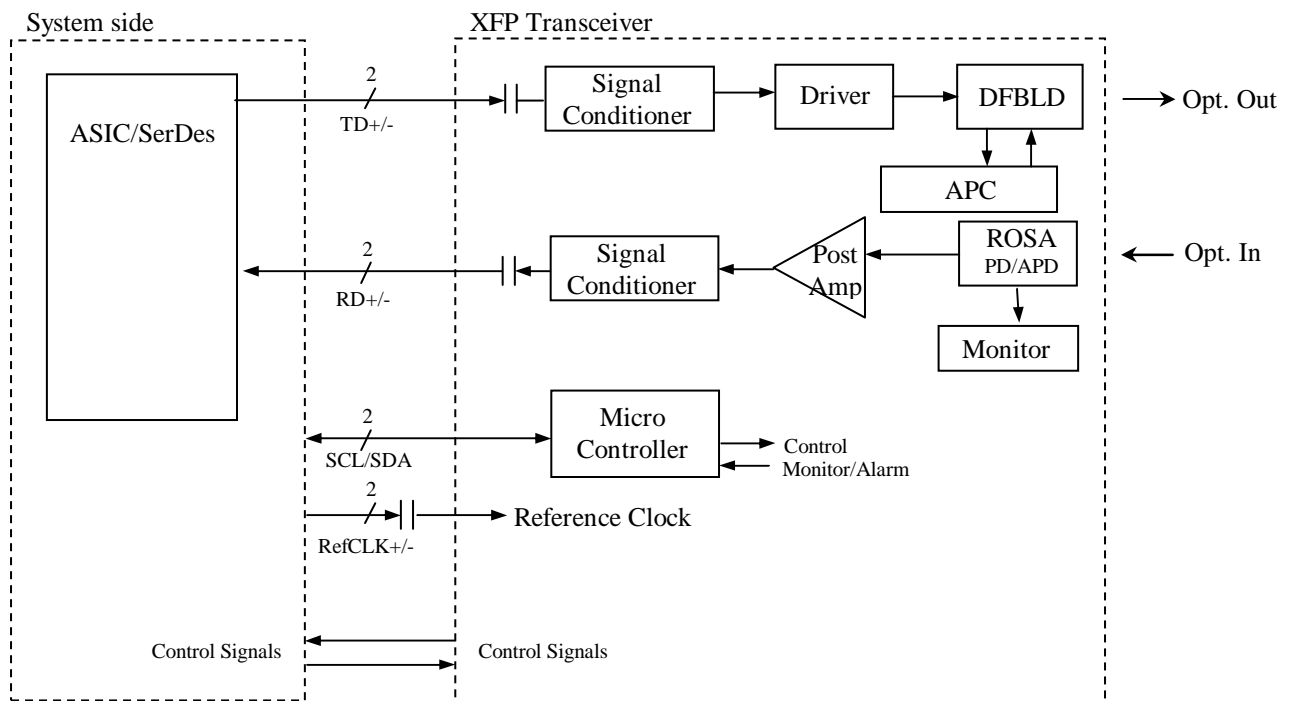 System side
XFP Transceiver
ASIC/SerDes
2
TD+/-
Signal
Conditioner
Driver
DFBLD
Opt. Out
APC
2
RD+/-
Signal
Conditioner
Post
Amp
ROSA
PD/APD
Opt. In
Monitor
2
SCL/SDA
Micro
Controller
Control
Monitor/Alarm
2
RefCLK+/-
Reference Clock
Control Signals
Control Signals